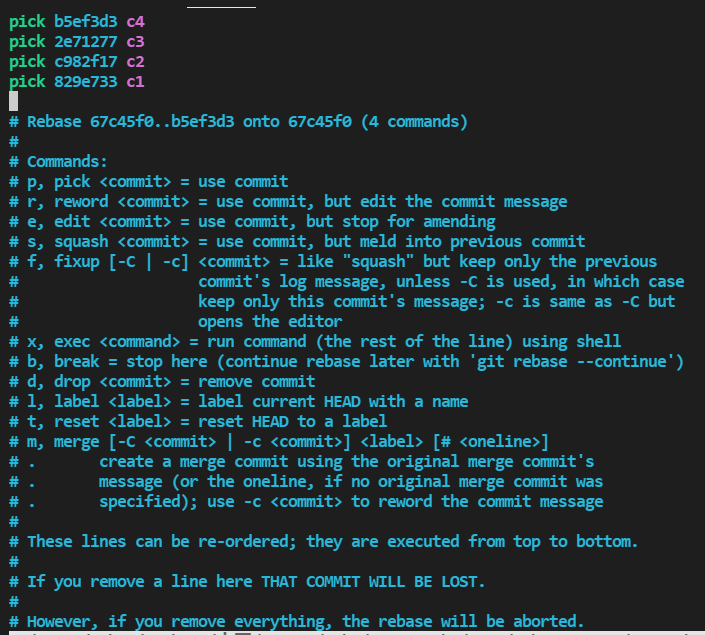 pick b5ef3d3 c4
pick 2e71277 c3
pick c982f17 c2
pick 829e733 c1
# Rebase 67c45f0..b5ef3d3 onto 67c45f0 (4 commands)
#
# Commands:
# p, pick <commit> = use commit
# r, reword <commit> = use commit, but edit the commit message
# e, edit <commit> = use commit, but stop for amending
# s, squash <commit> = use commit, but meld into previous commit
# f, fixup [-C | -c] <commit> = like "squash" but keep only the previous
#                    commit's log message, unless -C is used, in which case
#                    keep only this commit's message; -c is same as -C but
#                    opens the editor
# x, exec <command> = run command (the rest of the line) using shell
# b, break = stop here (continue rebase later with 'git rebase --continue')
# d, drop <commit> = remove commit
# l, label <label> = label current HEAD with a name
# t, reset <label> = reset HEAD to a label
# m, merge [-C <commit> | -c <commit>] <label> [# <oneline>]
# .       create a merge commit using the original merge commit's
# .       message (or the oneline, if no original merge commit was
# .       specified); use -c <commit> to reword the commit message
#
# These lines can be re-ordered; they are executed from top to bottom.
#
# If you remove a line here THAT COMMIT WILL BE LOST.
#
# However, if you remove everything, the rebase will be aborted.